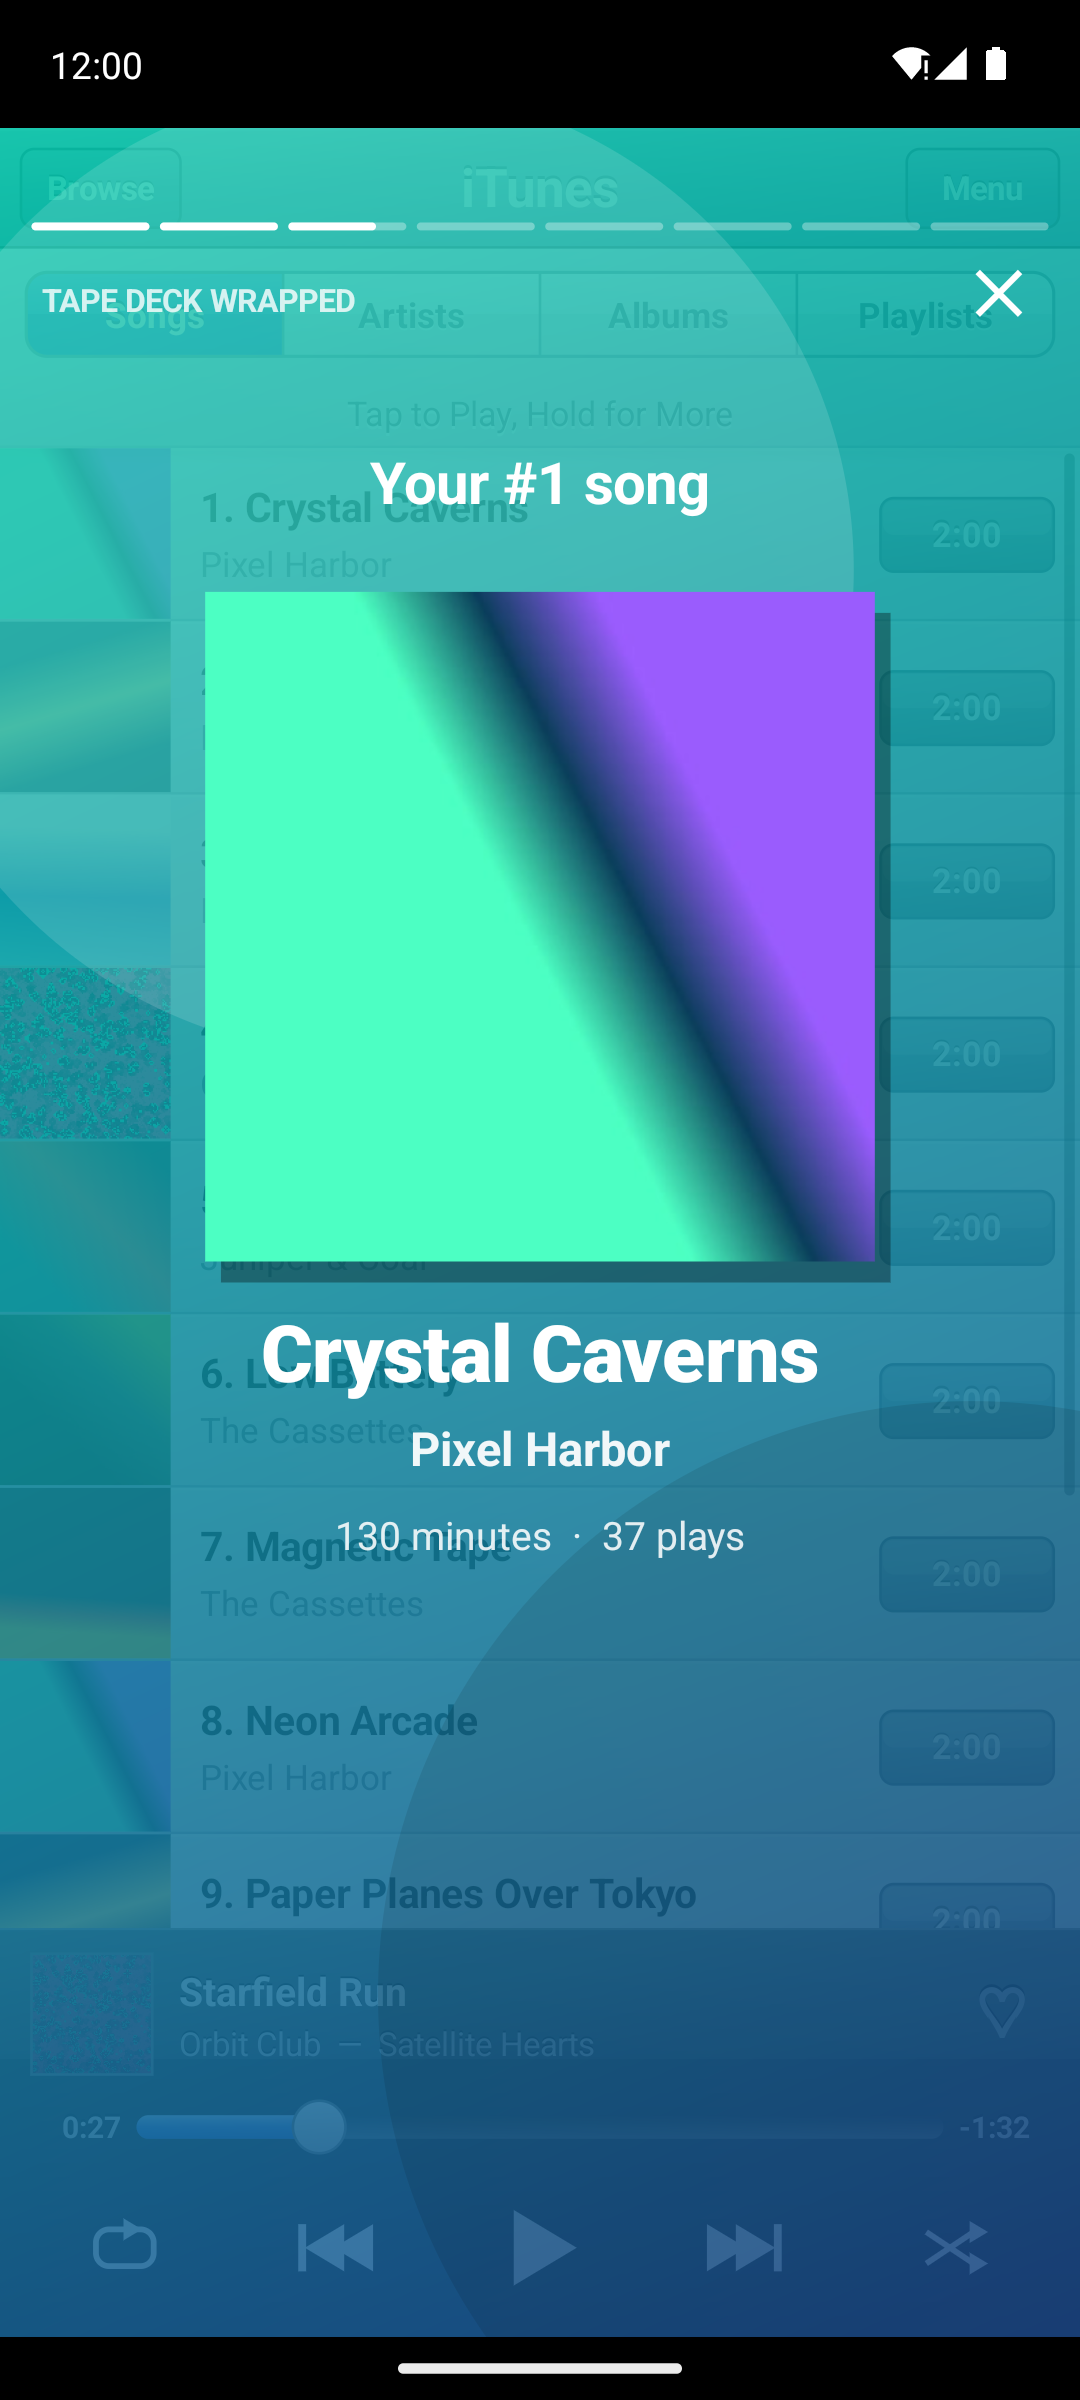 12:00
Browse
iTunes
Menu
TAPE DECK WRAPPED
Songs
Artists
Albums
Playlists
Tap to Play, Hold for More
Your #1 song
1. Crystal Caverns
Pixel Harbor
2:00
2:00
2:00
2:00
2:00
Juniper & Coal
Crystal Caverns
6. Low Battery
The Cassettes
2:00
Pixel Harbor
130 minutes · 37 plays
7. Magnetic Tape
The Cassettes
2:00
8. Neon Arcade
Pixel Harbor
2:00
9. Paper Planes Over Tokyo
2:00
Starfield Run
Orbit Club — Satellite Hearts
0:27
-1:32